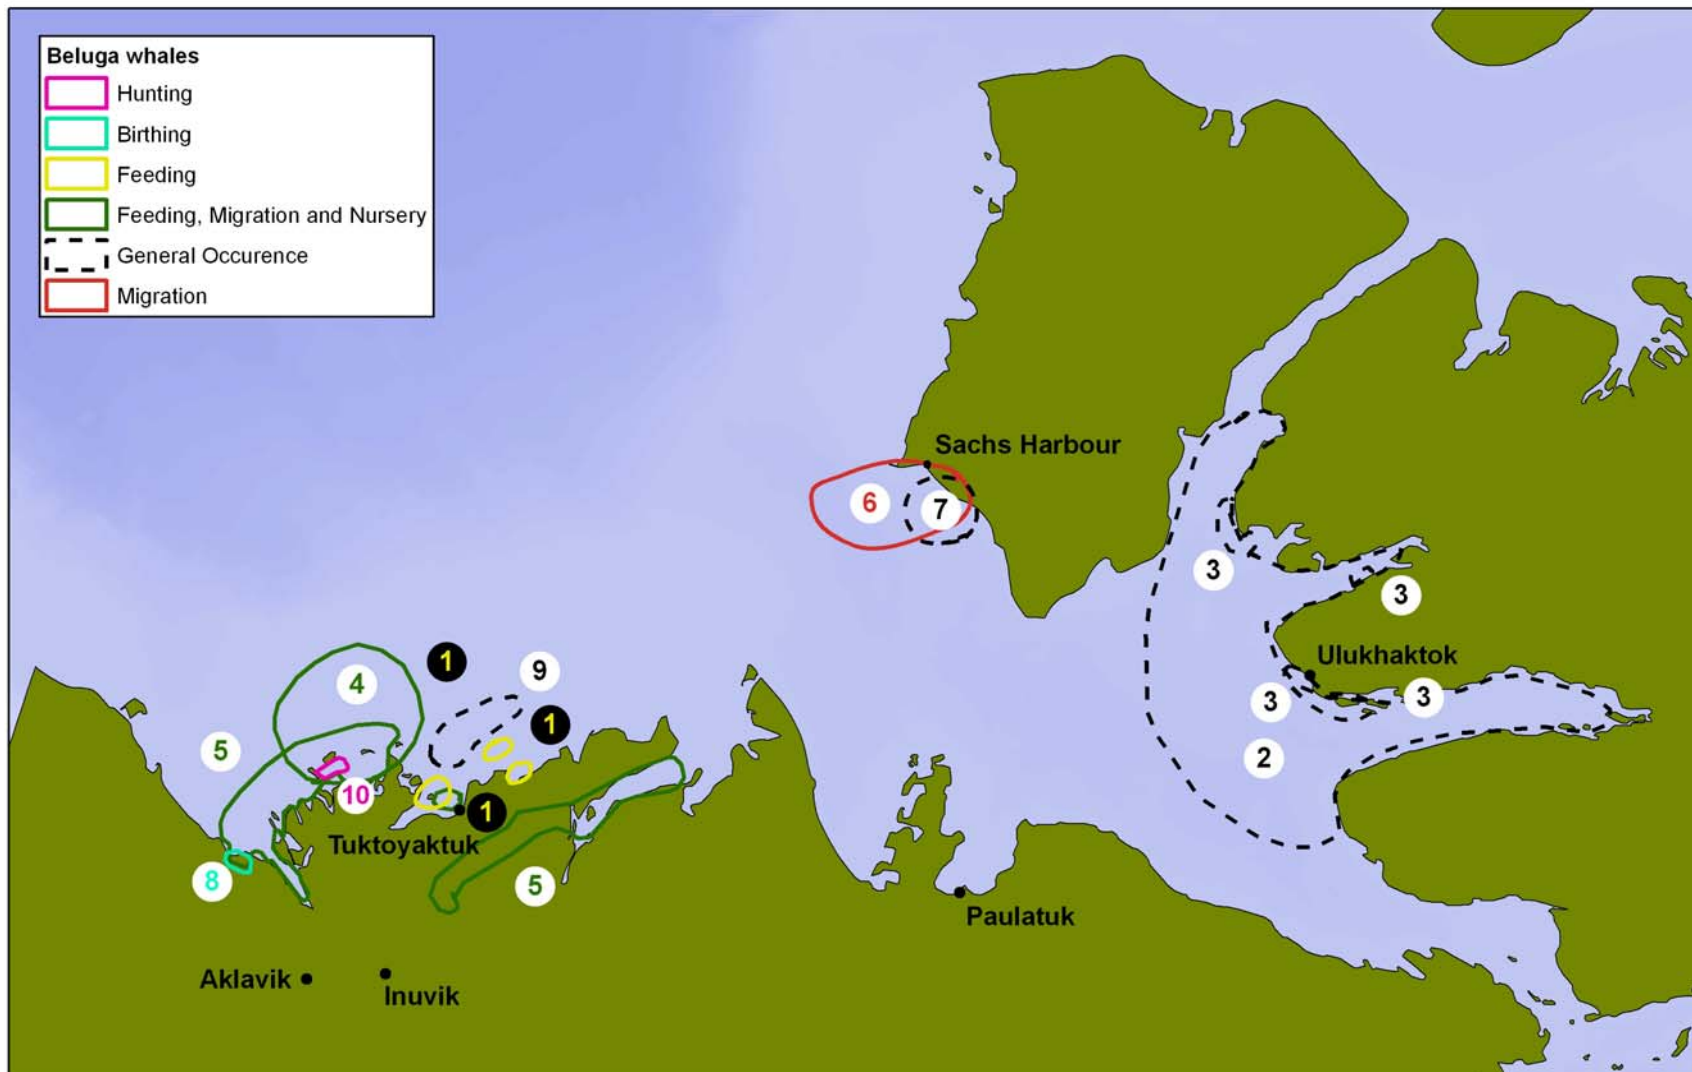 Beluga whales
Hunting
Birthing
Feeding
Feeding, Migration and Nursery
General Occurence
Migration
Sachs Harbour
6
7
3
3
1
9
Ulukhaktok
4
3
3
1
5
2
10
1
Tuktoyaktuk
8
5
Paulatuk
Aklavik
Inuvik